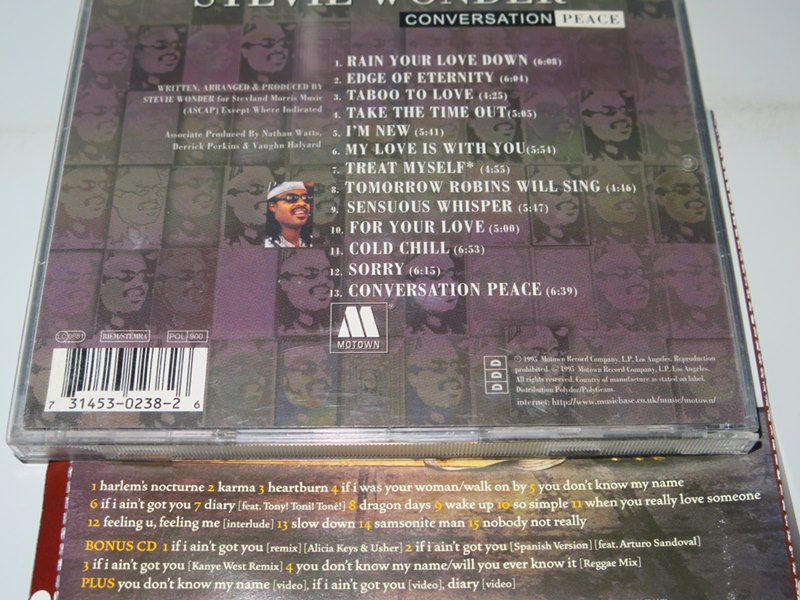 STEVIE WONDER
CONVERSATION PEACE
1. RAIN YOUR LOVE DOWN (6:08)
2. EDGE OF ETERNITY (6:04)
3. TABOO TO LOVE (4:25)
4. TAKE THE TIME OUT (5:05)
5. I'M NEW (5:41)
6. MY LOVE IS WITH YOU (5:54)
7. TREAT MYSELF* (4:55)
8. TOMORROW ROBINS WILL SING (4:46)
9. SENSUOUS WHISPER (5:47)
10. FOR YOUR LOVE (5:00)
11. COLD CHILL (6:53)
12. SORRY (6:15)
13. CONVERSATION PEACE (6:39)
WRITTEN, ARRANGED & PRODUCED BY
STEVIE WONDER for Stevland Morris Music
(ASCAP) Except Where Indicated
Associate Produced By Nathan Watts,
Derrick Perkins & Vaughn Halyard
M ®
MOTOWN
LC 0881 BIEM/STEMRA POL 900
7 31453-0238-2 6
D D D
℗ 1995 Motown Record Company, L.P. Los Angeles. Reproduction
prohibited. © 1995 Motown Record Company, L.P. Los Angeles.
All rights reserved. Country of manufacture as stated on label.
Distribution Polydor/PolyGram.
internet: http://www.musicbase.co.uk/music/motown/
1 harlem's nocturne 2 karma 3 heartburn 4 if i was your woman/walk on by 5 you don't know my name
6 if i ain't got you 7 diary [feat. Tony! Toni! Toné!] 8 dragon days 9 wake up 10 so simple 11 when you really love someone
12 feeling u, feeling me [interlude] 13 slow down 14 samsonite man 15 nobody not really
BONUS CD 1 if i ain't got you [remix] [Alicia Keys & Usher] 2 if i ain't got you [Spanish Version] [feat. Arturo Sandoval]
3 if i ain't got you [Kanye West Remix] 4 you don't know my name/will you ever know it [Reggae Mix]
PLUS you don't know my name [video], if i ain't got you [video], diary [video]